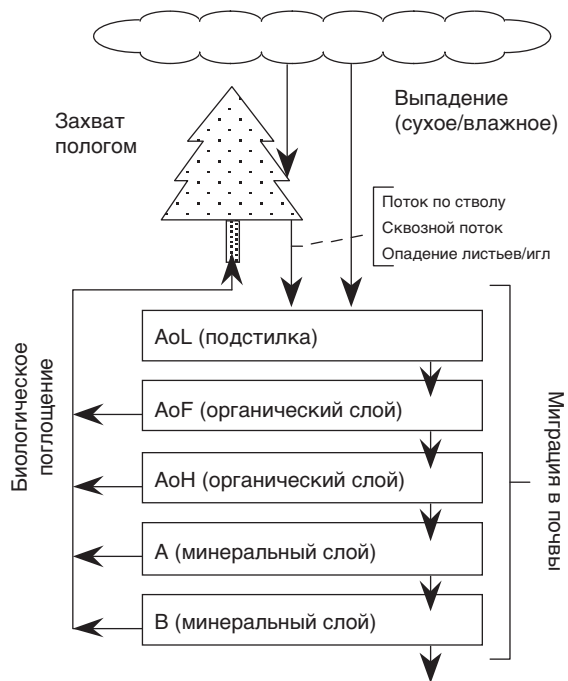 Захват
пологом
Выпадение
(сухое/влажное)
Поток по стволу
Сквозной поток
Опадение листьев/игл
AoL (подстилка)
AoF (органический слой)
AoH (органический слой)
A (минеральный слой)
B (минеральный слой)
Биологическое
поглощение
Миграция в почвы